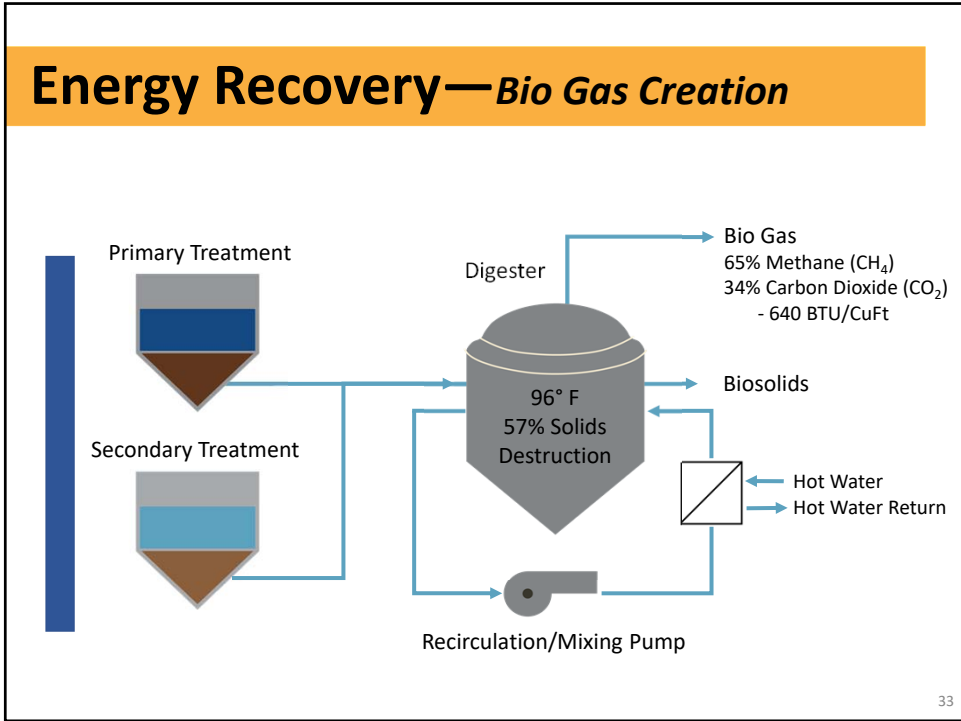 Energy Recovery—Bio Gas Creation
Primary Treatment
Secondary Treatment
Digester
96° F
57% Solids
Destruction
Bio Gas
65% Methane (CH₄)
34% Carbon Dioxide (CO₂)
- 640 BTU/CuFt
Biosolids
Hot Water
Hot Water Return
Recirculation/Mixing Pump
33